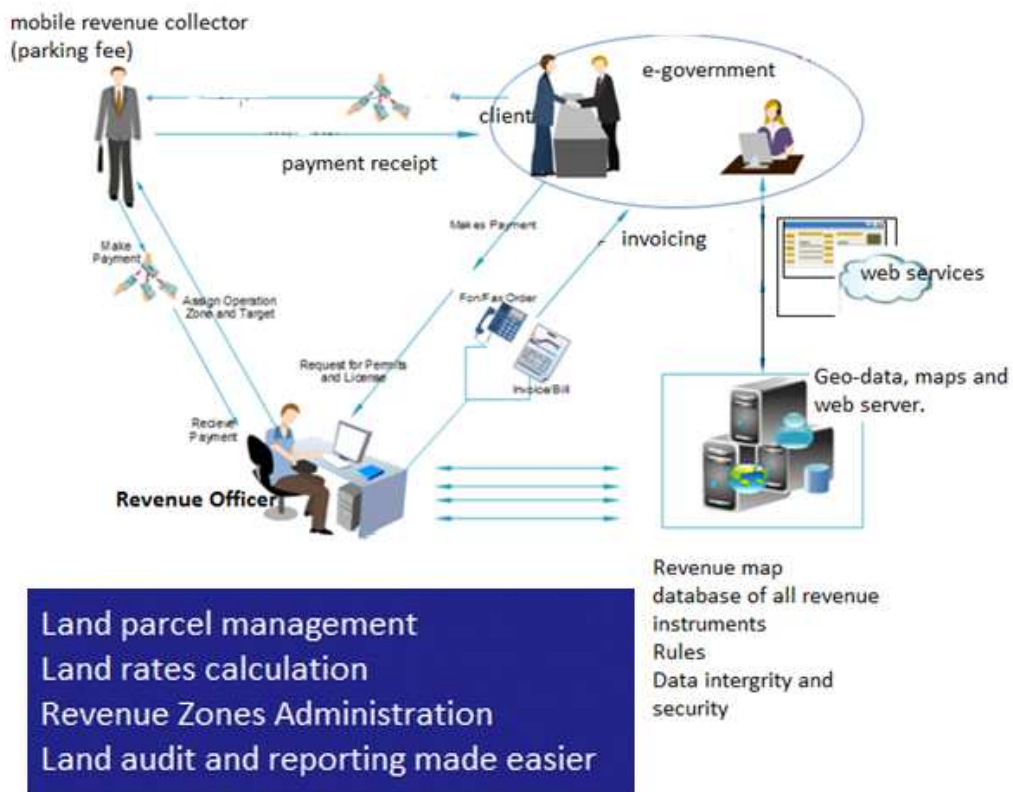 mobile revenue collector
(parking fee)
e-government
client
payment receipt
Makes Payment
invoicing
Make
Payment
web services
Assign Operation
Zone and Target
Fon/Fax Order
Request for Permits
and License
Invoice/Bill
Geo-data, maps and
web server.
Recieve
Payment
Revenue Officer
Revenue map
database of all revenue
instruments
Rules
Data intergrity and
security
Land parcel management
Land rates calculation
Revenue Zones Administration
Land audit and reporting made easier